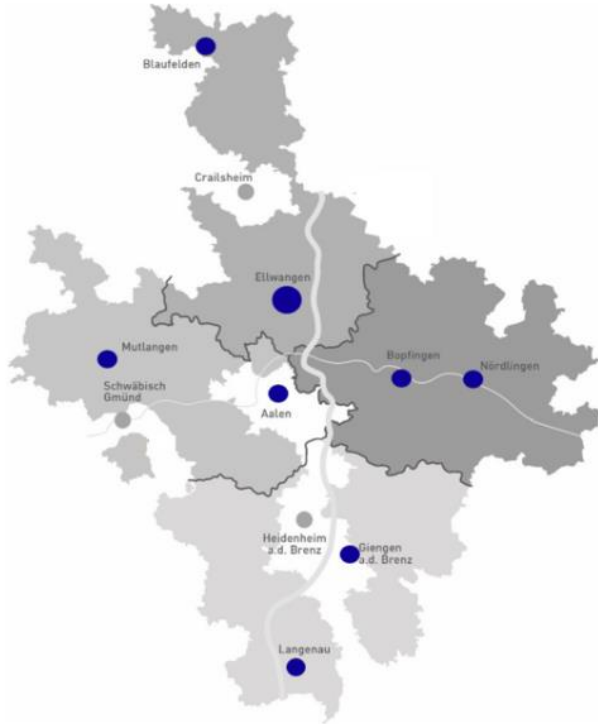 Blaufelden
Crailsheim
Ellwangen
Mutlangen
Bopfingen
Nördlingen
Schwäbisch
Gmünd
Aalen
Heidenheim
a.d. Brenz
Giengen
a.d. Brenz
Langenau